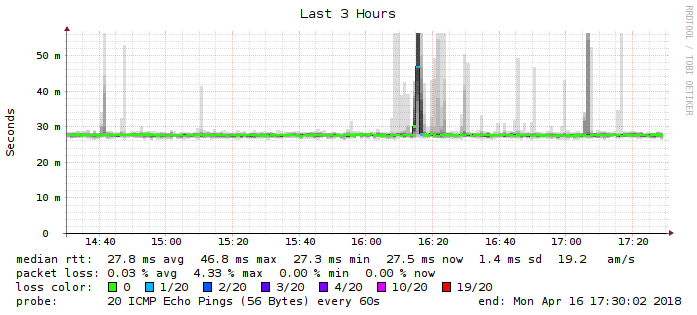 Last 3 Hours
RRDTOOL / TOBI OETIKER
Seconds
50 m
40 m
30 m
20 m
10 m
0
14:40 15:00 15:20 15:40 16:00 16:20 16:40 17:00 17:20
median rtt: 27.8 ms avg 46.8 ms max 27.3 ms min 27.5 ms now 1.4 ms sd 19.2 am/s
packet loss: 0.03 % avg 4.33 % max 0.00 % min 0.00 % now
loss color: 0 1/20 2/20 3/20 4/20 10/20 19/20
probe: 20 ICMP Echo Pings (56 Bytes) every 60s end: Mon Apr 16 17:30:02 2018